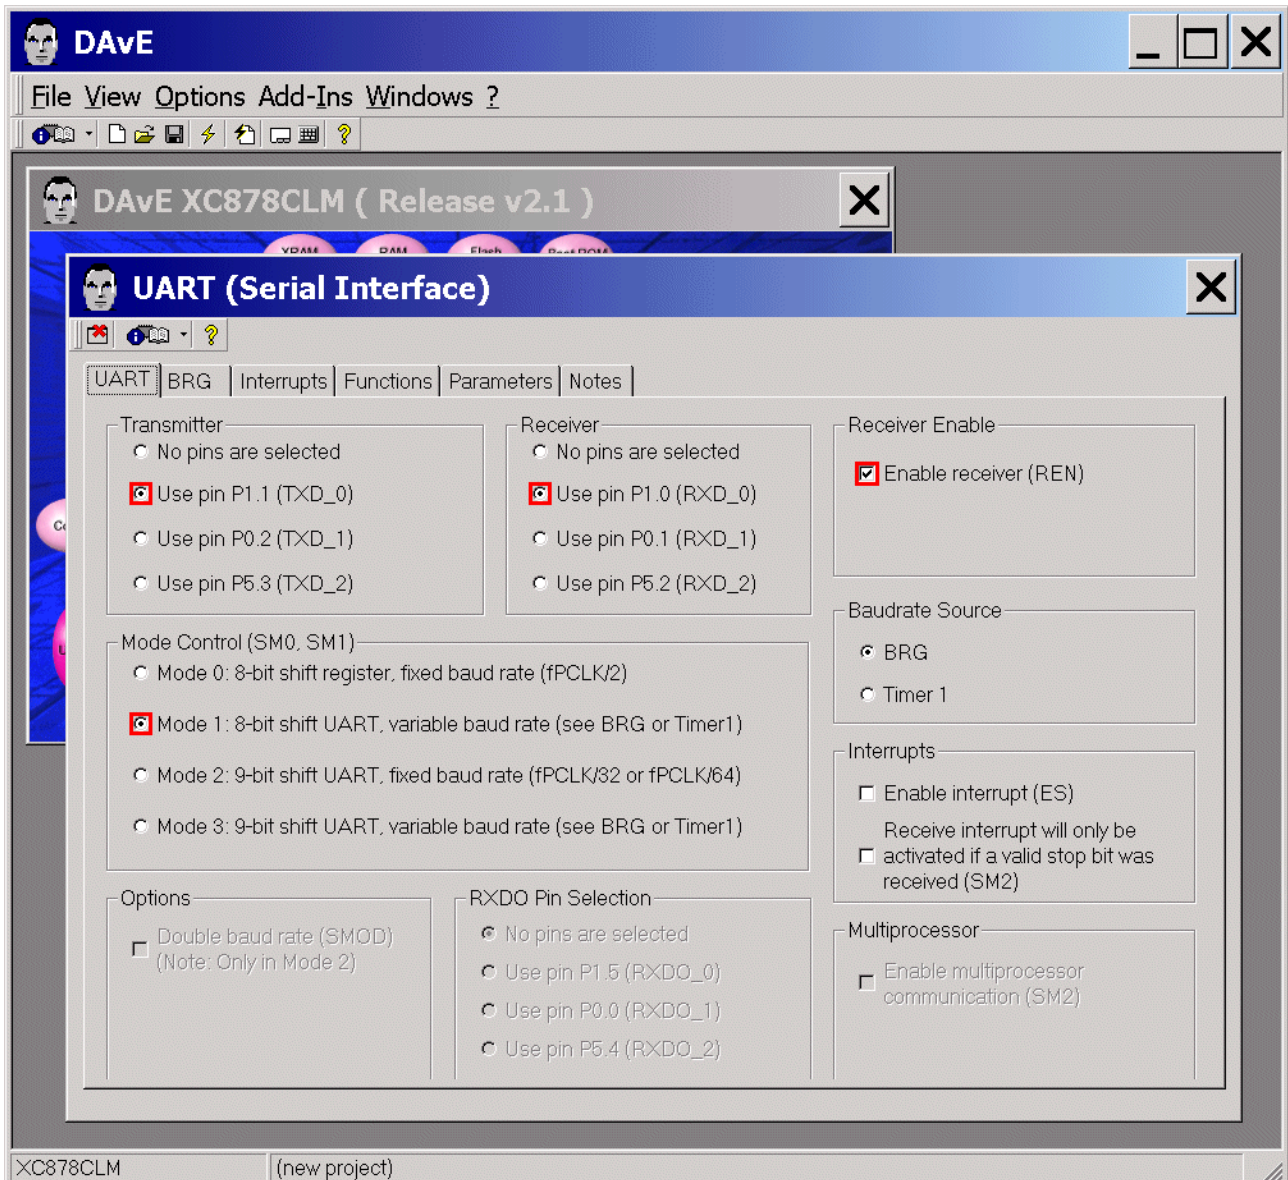 DAvE
File View Options Add-Ins Windows ?
DAvE XC878CLM ( Release v2.1 )
XRAM RAM Flash Boot ROM
UART (Serial Interface)
UART BRG Interrupts Functions Parameters Notes
Transmitter
No pins are selected
Use pin P1.1 (TXD_0)
Use pin P0.2 (TXD_1)
Use pin P5.3 (TXD_2)
Receiver
No pins are selected
Use pin P1.0 (RXD_0)
Use pin P0.1 (RXD_1)
Use pin P5.2 (RXD_2)
Receiver Enable
Enable receiver (REN)
Mode Control (SM0, SM1)
Mode 0: 8-bit shift register, fixed baud rate (fPCLK/2)
Mode 1: 8-bit shift UART, variable baud rate (see BRG or Timer1)
Mode 2: 9-bit shift UART, fixed baud rate (fPCLK/32 or fPCLK/64)
Mode 3: 9-bit shift UART, variable baud rate (see BRG or Timer1)
Baudrate Source
BRG
Timer 1
Interrupts
Enable interrupt (ES)
Receive interrupt will only be
activated if a valid stop bit was
received (SM2)
Options
Double baud rate (SMOD)
(Note: Only in Mode 2)
RXDO Pin Selection
No pins are selected
Use pin P1.5 (RXDO_0)
Use pin P0.0 (RXDO_1)
Use pin P5.4 (RXDO_2)
Multiprocessor
Enable multiprocessor
communication (SM2)
XC878CLM
(new project)